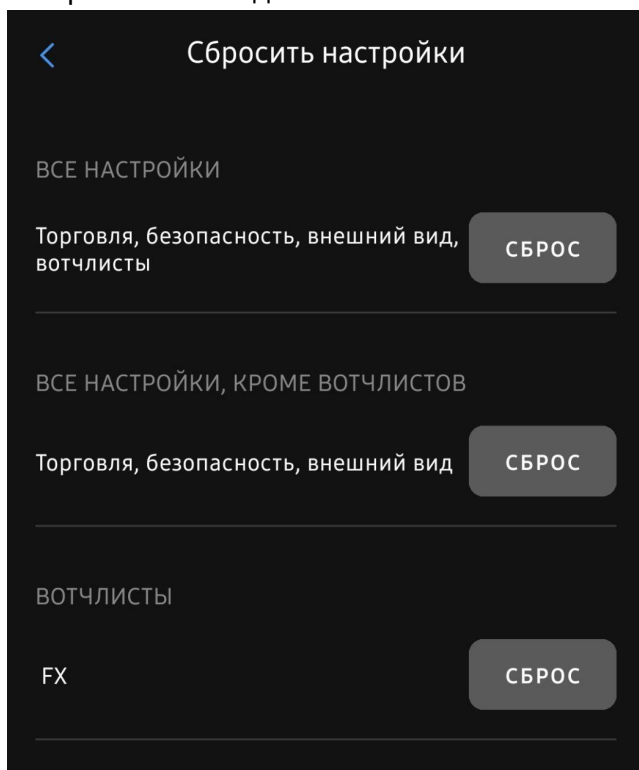 Сбросить настройки
ВСЕ НАСТРОЙКИ
Торговля, безопасность, внешний вид,
вотчлисты
СБРОС
ВСЕ НАСТРОЙКИ, КРОМЕ ВОТЧЛИСТОВ
Торговля, безопасность, внешний вид
СБРОС
ВОТЧЛИСТЫ
FX
СБРОС